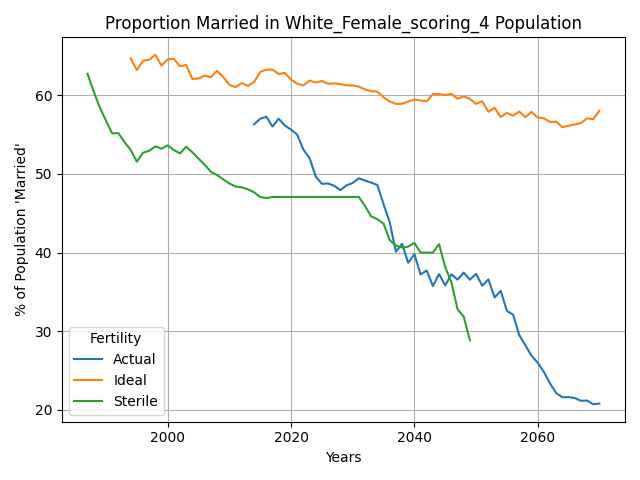 Proportion Married in White_Female_scoring_4 Population
% of Population 'Married'
60
50
40
30
20
Fertility
Actual
Ideal
Sterile
2000 2020 2040 2060
Years